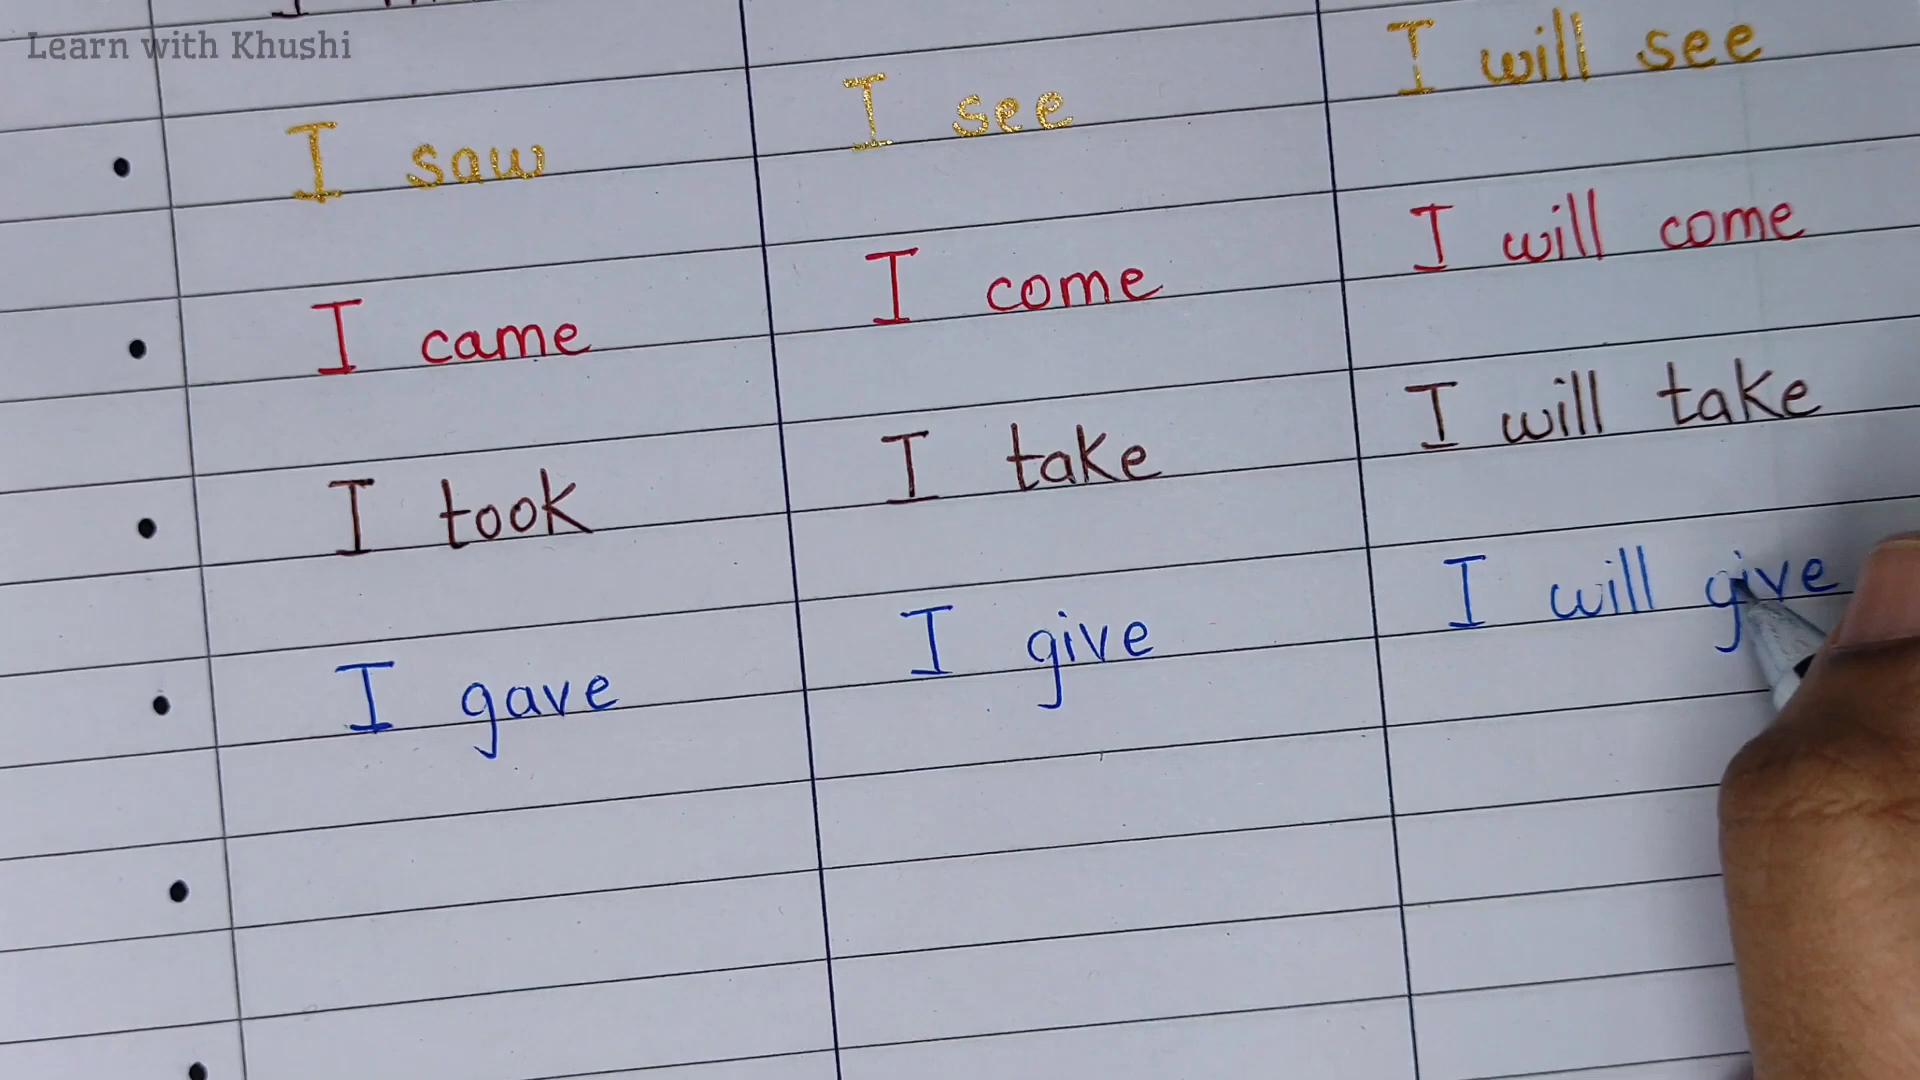 Learn with Khushi
I saw I see I will see
I came I come I will come
I took I take I will take
I gave I give I will give